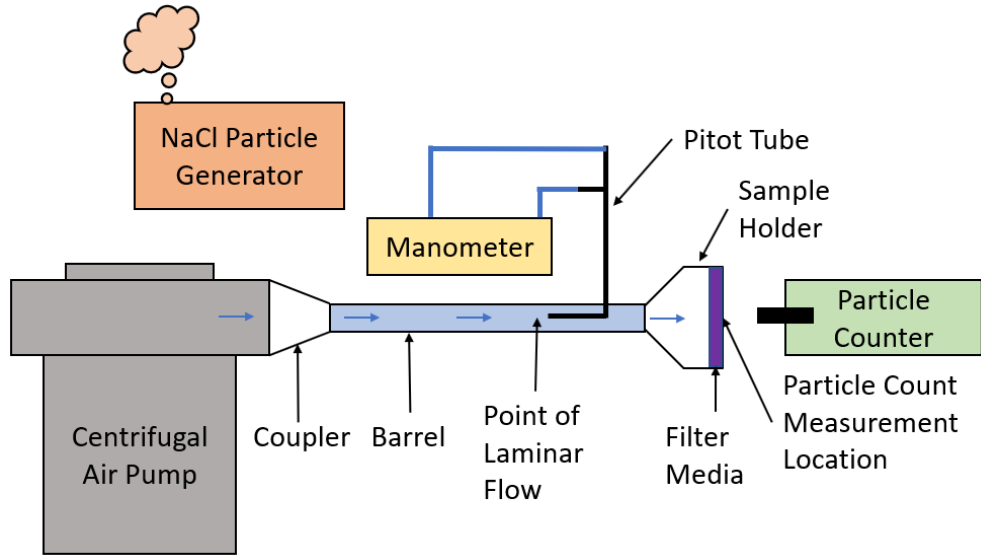 NaCl Particle
Generator
Pitot Tube
Sample
Holder
Manometer
Particle
Counter
Centrifugal
Air Pump
Coupler
Barrel
Point of
Laminar
Flow
Filter
Media
Particle Count
Measurement
Location